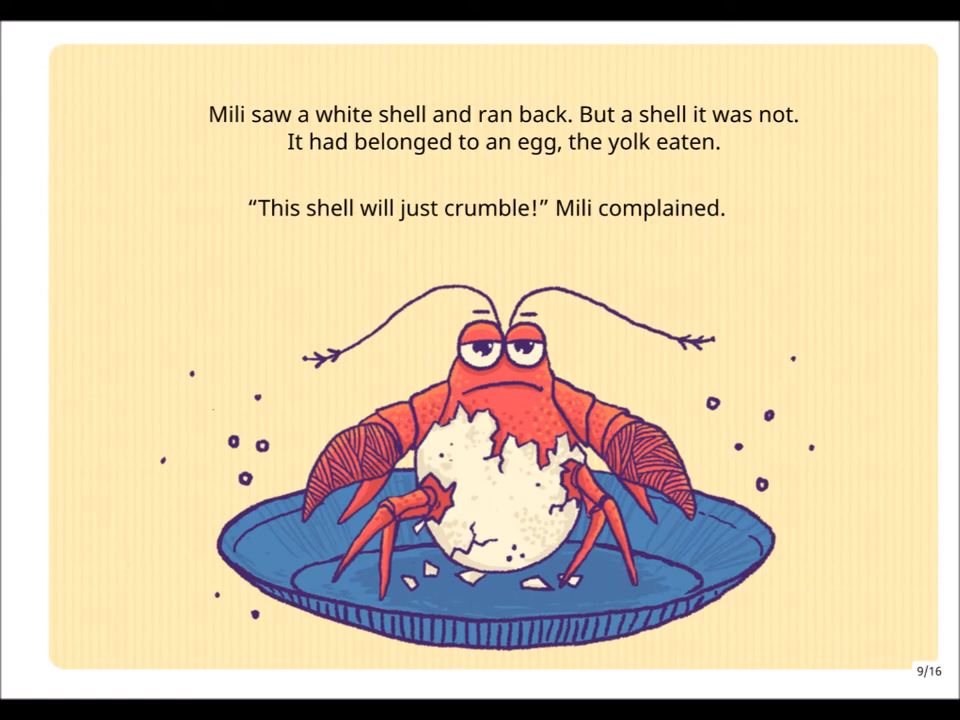 Mili saw a white shell and ran back. But a shell it was not.
It had belonged to an egg, the yolk eaten.
“This shell will just crumble!” Mili complained.
9/16